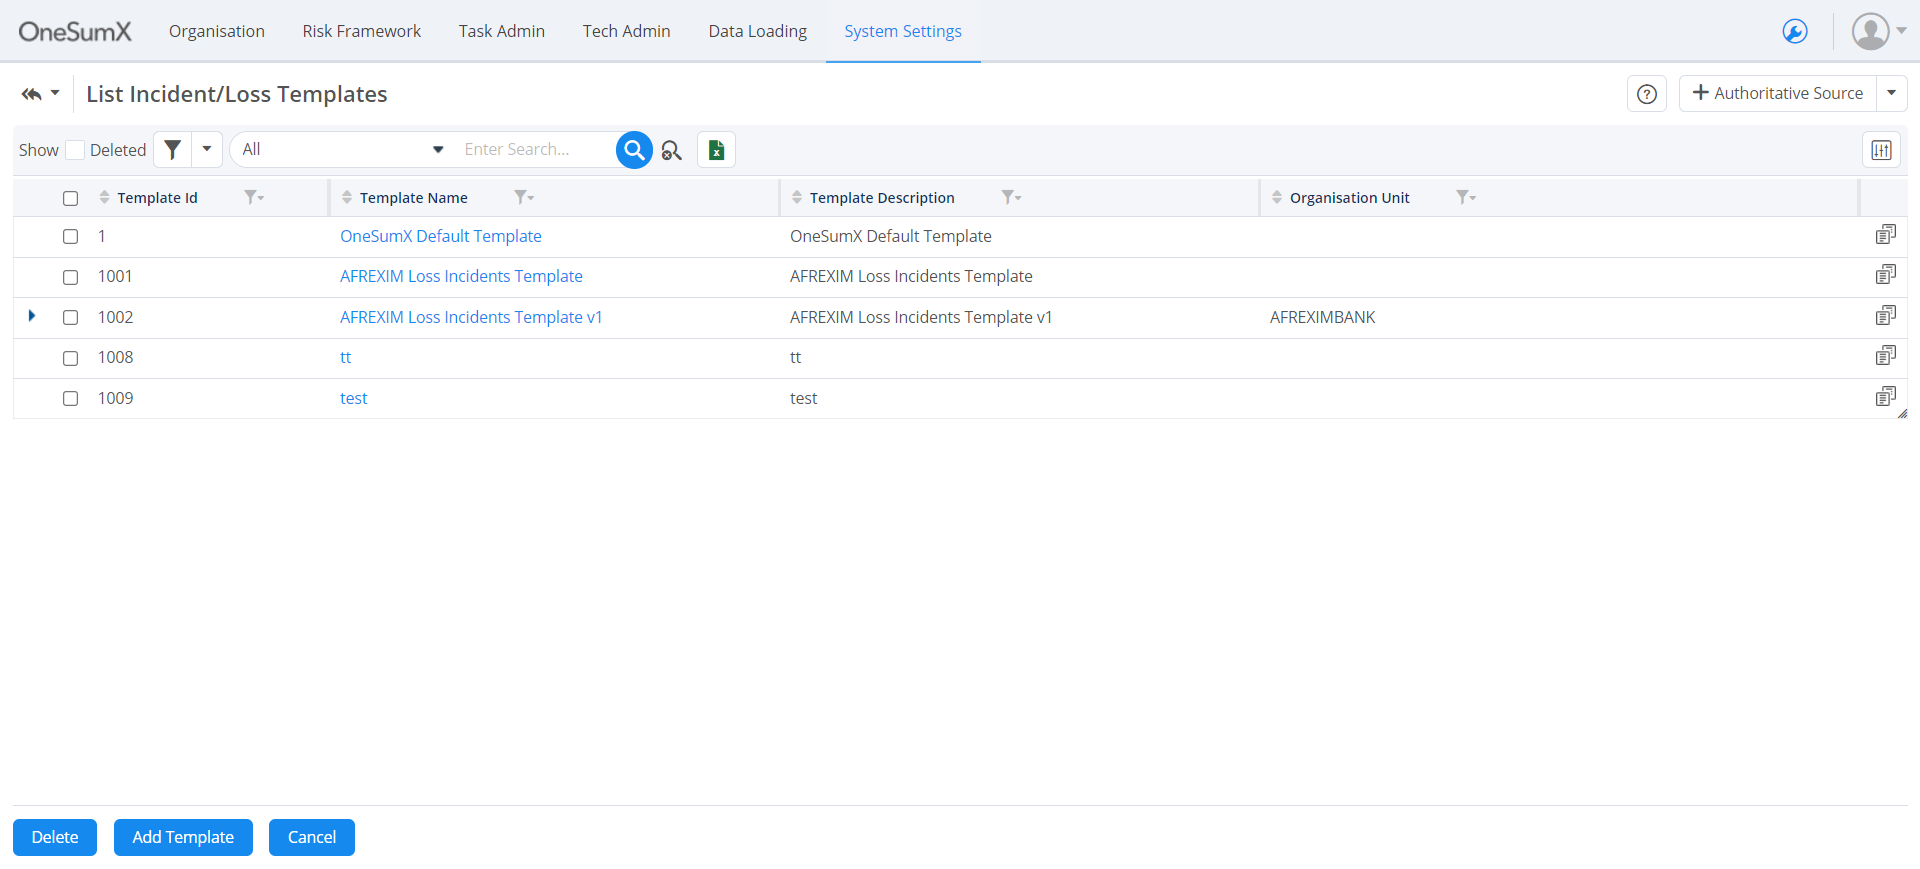 OneSumX Organisation Risk Framework Task Admin Tech Admin Data Loading System Settings
List Incident/Loss Templates
Authoritative Source
Show Deleted All Enter Search...
Template Id Template Name Template Description Organisation Unit
1 OneSumX Default Template OneSumX Default Template
1001 AFREXIM Loss Incidents Template AFREXIM Loss Incidents Template
1002 AFREXIM Loss Incidents Template v1 AFREXIM Loss Incidents Template v1 AFREXIMBANK
1008 tt tt
1009 test test
Delete Add Template Cancel